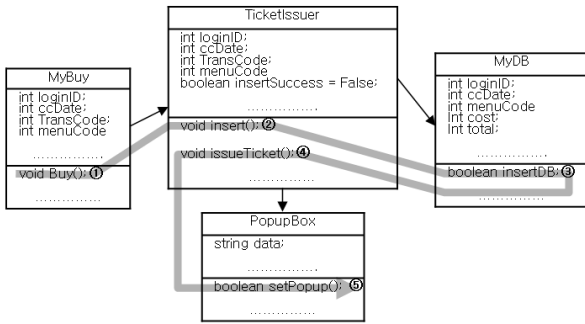 TicketIssuer
int loginID;
int ccDate;
int TransCode;
int menuCode
boolean insertSuccess = False;
................
void insert(); ②
void issueTicket(); ④
...............
MyBuy
int loginID;
int ccDate;
int TransCode;
int menuCode
................
void Buy(); ①
...............
MyDB
int loginID;
int ccDate;
int menuCode
Int cost;
Int total;
................
boolean insertDB; ③
...............
PopupBox
string data;
................
boolean setPopup(); ⑤
...............